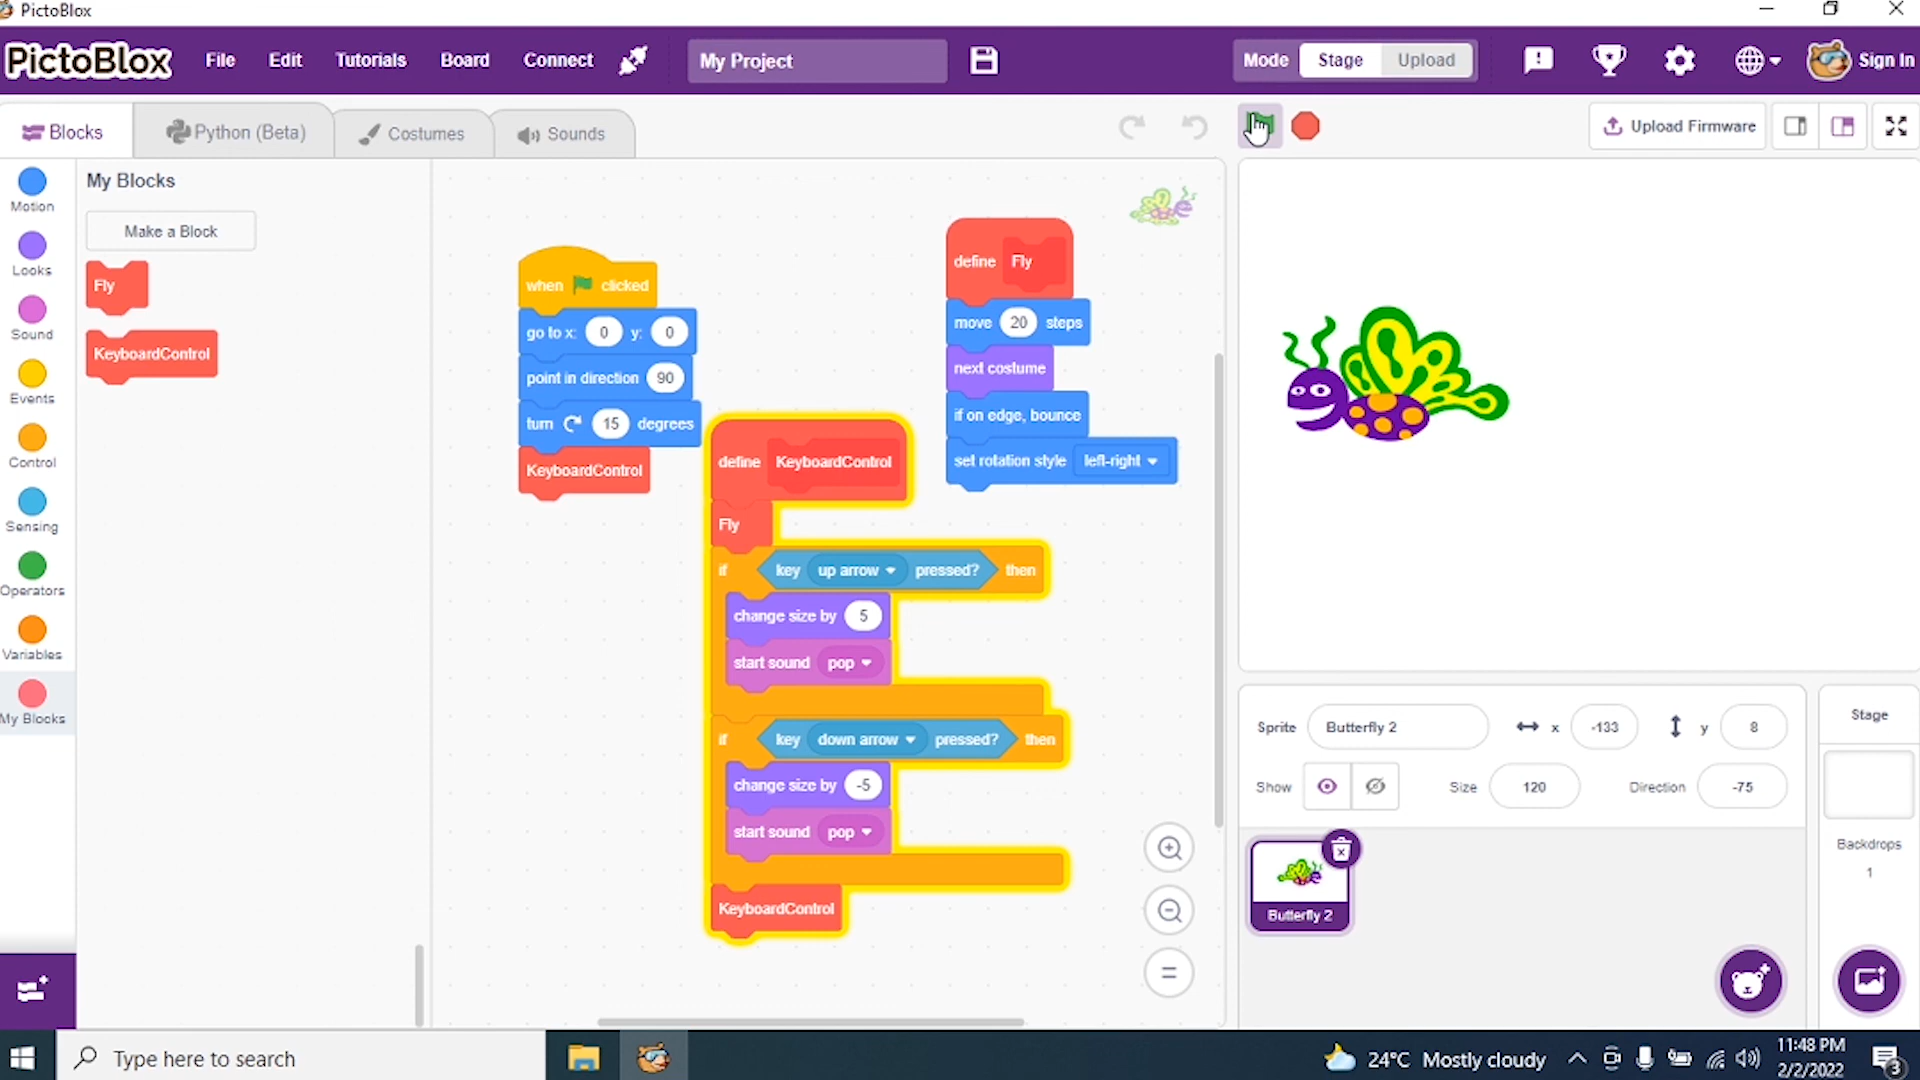 PictoBlox
PictoBlox File Edit Tutorials Board Connect My Project Mode Stage Upload Sign In
Blocks Python (Beta) Costumes Sounds Upload Firmware
Motion
Looks
Sound
Events
Control
Sensing
Operators
Variables
My Blocks
My Blocks
Make a Block
Fly
KeyboardControl
when clicked
go to x: 0 y: 0
point in direction 90
turn 15 degrees
KeyboardControl
define KeyboardControl
Fly
if key up arrow pressed? then
change size by 5
start sound pop
if key down arrow pressed? then
change size by -5
start sound pop
KeyboardControl
define Fly
move 20 steps
next costume
if on edge, bounce
set rotation style left-right
Sprite Butterfly 2 x -133 y 8
Show Size 120 Direction -75
Butterfly 2
Stage
Backdrops
1
Type here to search
24°C Mostly cloudy
11:48 PM
2/2/2022
3